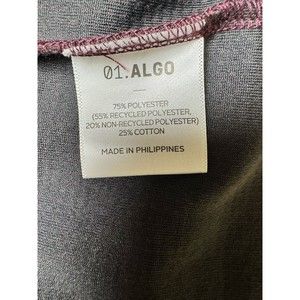 01.ALGO
75% POLYESTER
(55% RECYCLED POLYESTER,
20% NON-RECYCLED POLYESTER)
25% COTTON
MADE IN PHILIPPINES